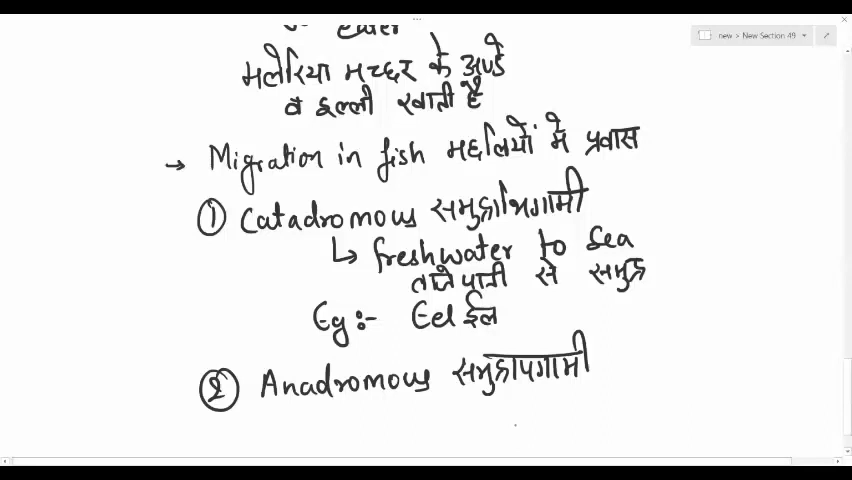 new > New Section 49
eater
मलेरिया मच्छर के अण्डे
व इल्ली खाती है
→ Migration in fish मछलियों में प्रवास
① Catadromous समुद्राभिगामी
↳ freshwater to sea
ताजे पानी से समुद्र
Eg:- Eel ईल
② Anadromous समुद्रापगामी